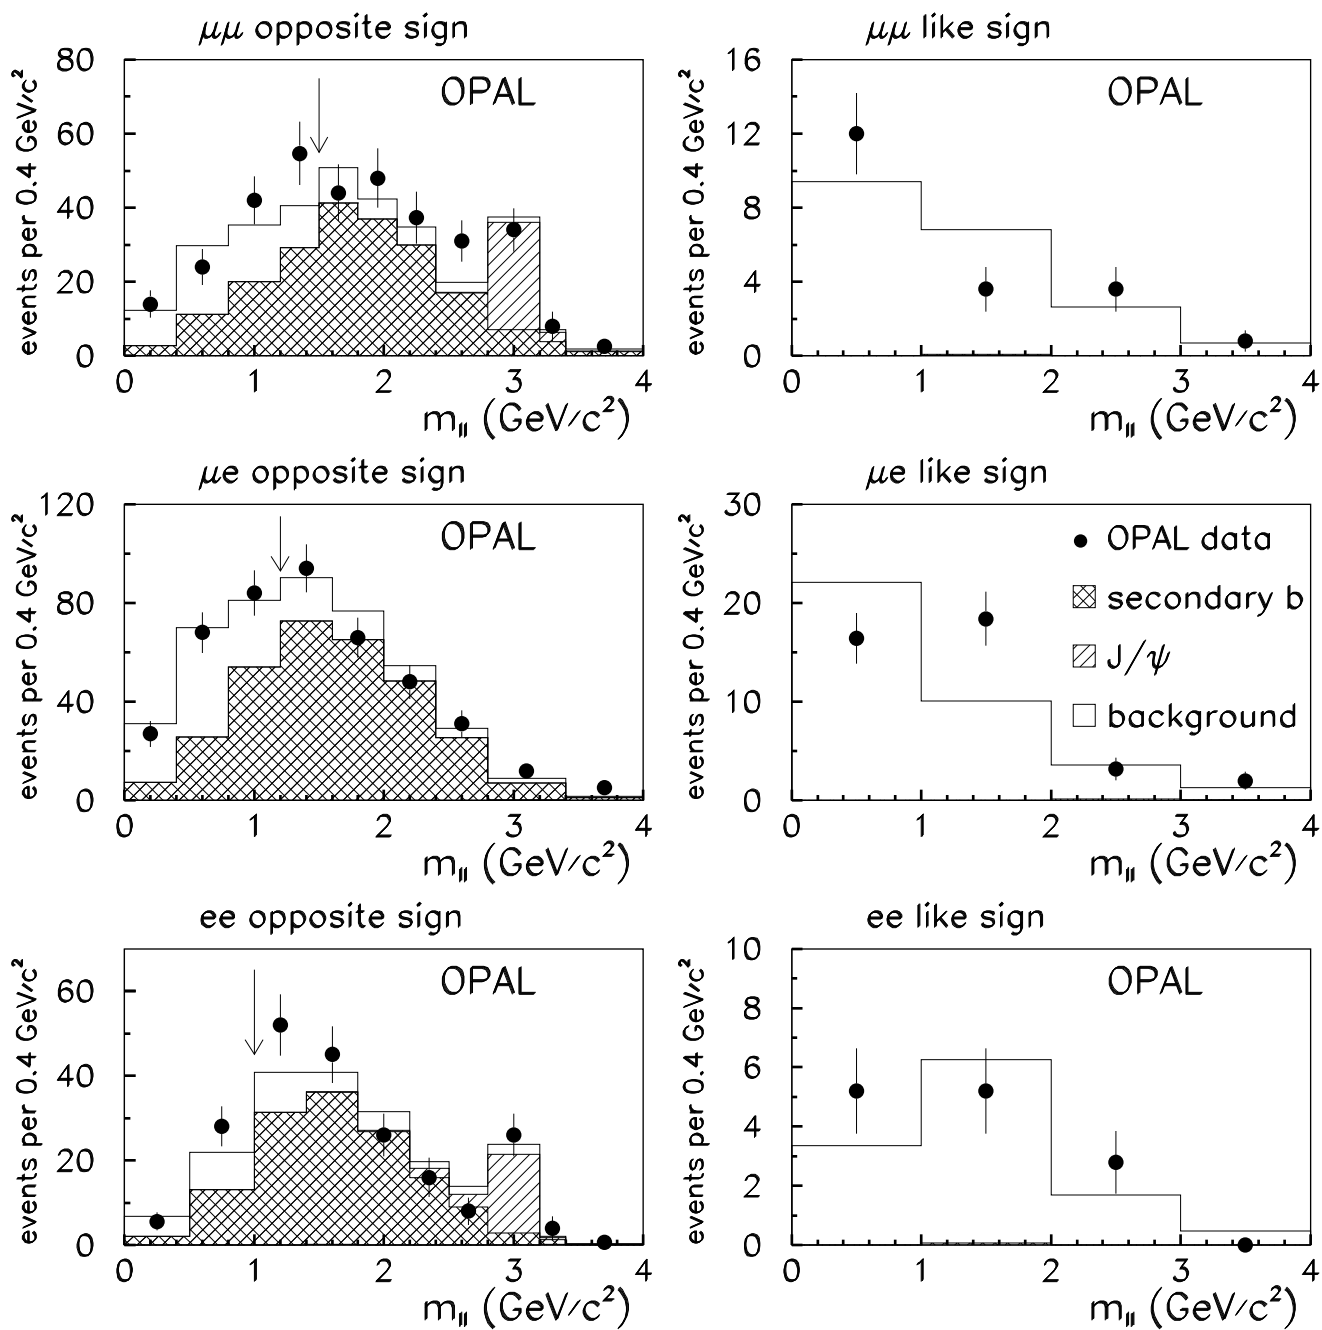 μμ opposite sign
events per 0.4 GeV/c²
80
60
40
20
0
OPAL
0 1 2 3 4
m_ll (GeV/c²)
μμ like sign
events per 0.4 GeV/c²
16
12
8
4
0
OPAL
0 1 2 3 4
m_ll (GeV/c²)
μe opposite sign
events per 0.4 GeV/c²
120
80
40
0
OPAL
0 1 2 3 4
m_ll (GeV/c²)
μe like sign
events per 0.4 GeV/c²
30
20
10
0
OPAL data
secondary b
J/ψ
background
0 1 2 3 4
m_ll (GeV/c²)
ee opposite sign
events per 0.4 GeV/c²
60
40
20
0
OPAL
0 1 2 3 4
m_ll (GeV/c²)
ee like sign
events per 0.4 GeV/c²
10
8
6
4
2
0
OPAL
0 1 2 3 4
m_ll (GeV/c²)